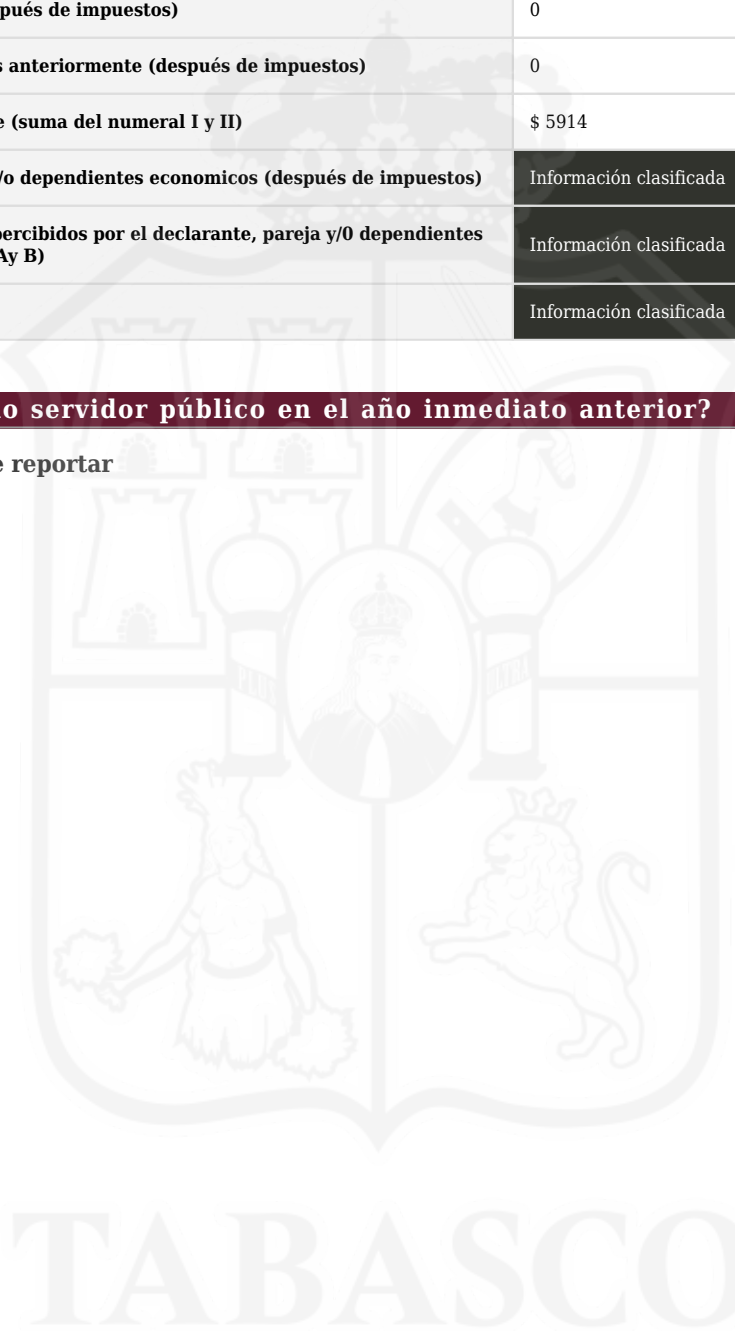 pués de impuestos)
0
s anteriormente (después de impuestos)
0
e (suma del numeral I y II)
$ 5914
/o dependientes economicos (después de impuestos)
Información clasificada
percibidos por el declarante, pareja y/0 dependientes
Ay B)
Información clasificada
Información clasificada
o servidor público en el año inmediato anterior?
e reportar
PLUS
ULTRA
TABASCO